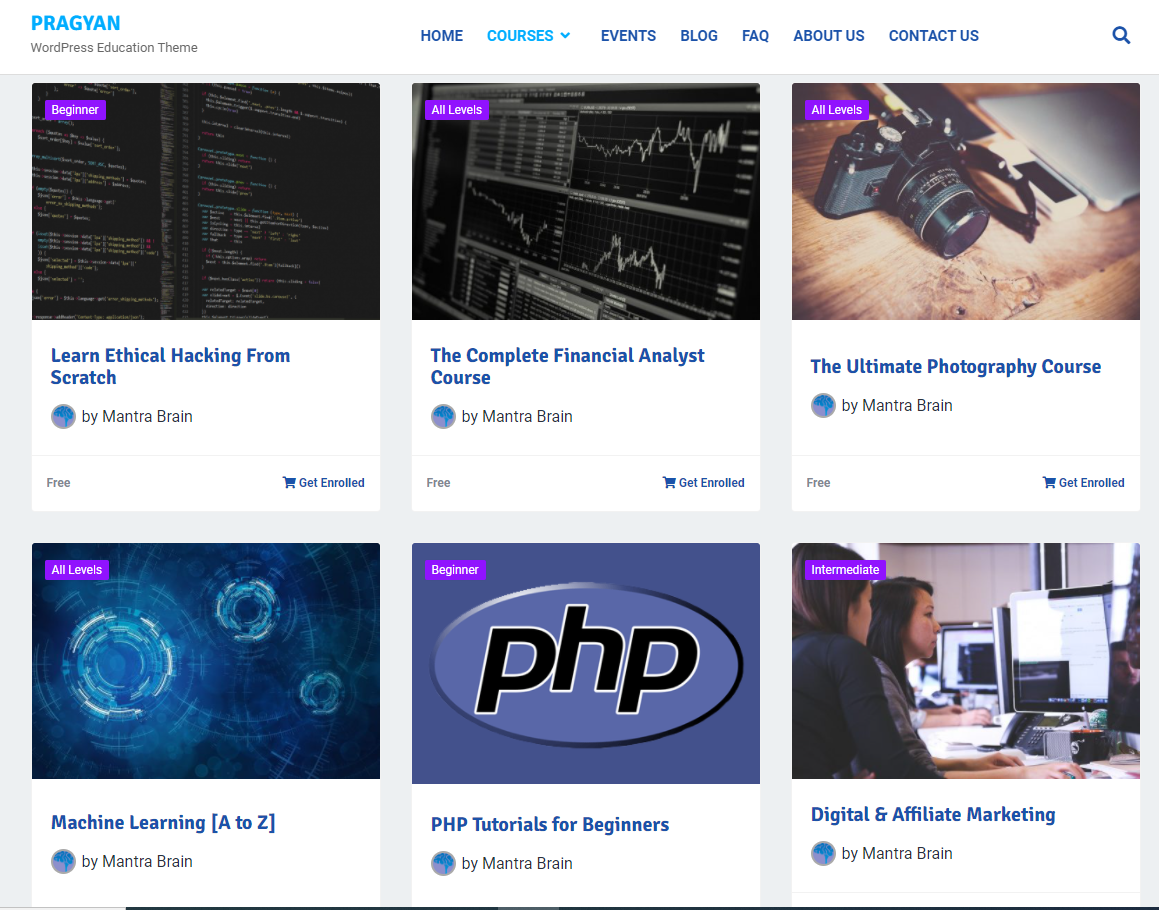 PRAGYAN
WordPress Education Theme
HOME
COURSES
EVENTS
BLOG
FAQ
ABOUT US
CONTACT US
Beginner
All Levels
All Levels
Learn Ethical Hacking From
Scratch
by Mantra Brain
The Complete Financial Analyst
Course
by Mantra Brain
The Ultimate Photography Course
by Mantra Brain
Free
Get Enrolled
Free
Get Enrolled
Free
Get Enrolled
All Levels
Beginner
Intermediate
php
Machine Learning [A to Z]
by Mantra Brain
PHP Tutorials for Beginners
by Mantra Brain
Digital & Affiliate Marketing
by Mantra Brain